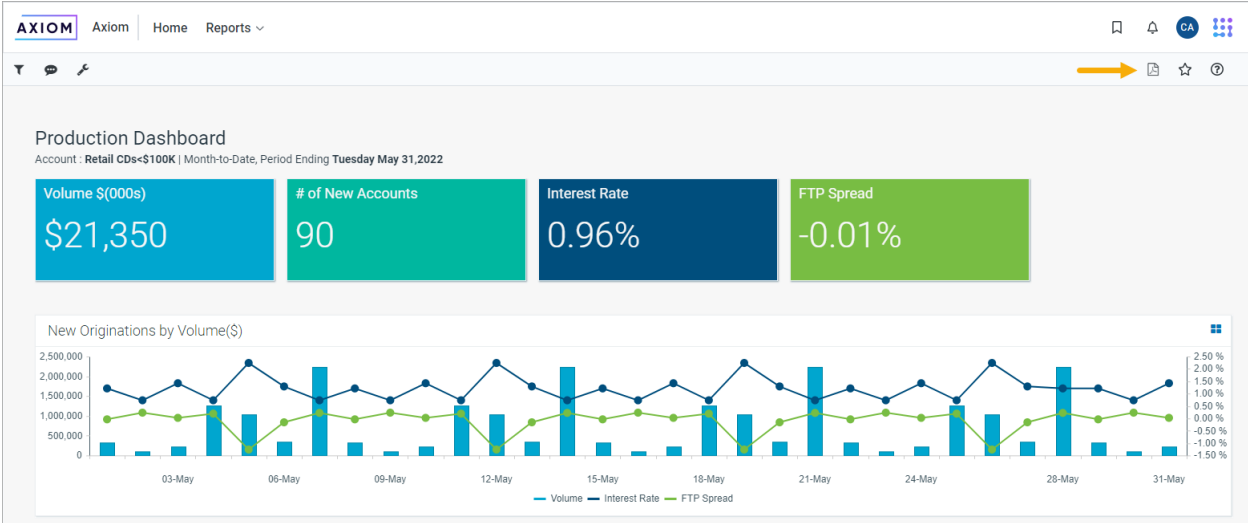 AXIOM Axiom Home Reports CA
Production Dashboard
Account : Retail CDs<$100K | Month-to-Date, Period Ending Tuesday May 31,2022
Volume $(000s) # of New Accounts Interest Rate FTP Spread
$21,350 90 0.96% -0.01%
New Originations by Volume($)
2,500,000 2.50 %
2,000,000 2.00 %
1.50 %
1,500,000 1.00 %
1,000,000 0.50 %
0.00 %
500,000 -0.50 %
-1.00 %
0 -1.50 %
03-May 06-May 09-May 12-May 15-May 18-May 21-May 24-May 28-May 31-May
Volume Interest Rate FTP Spread